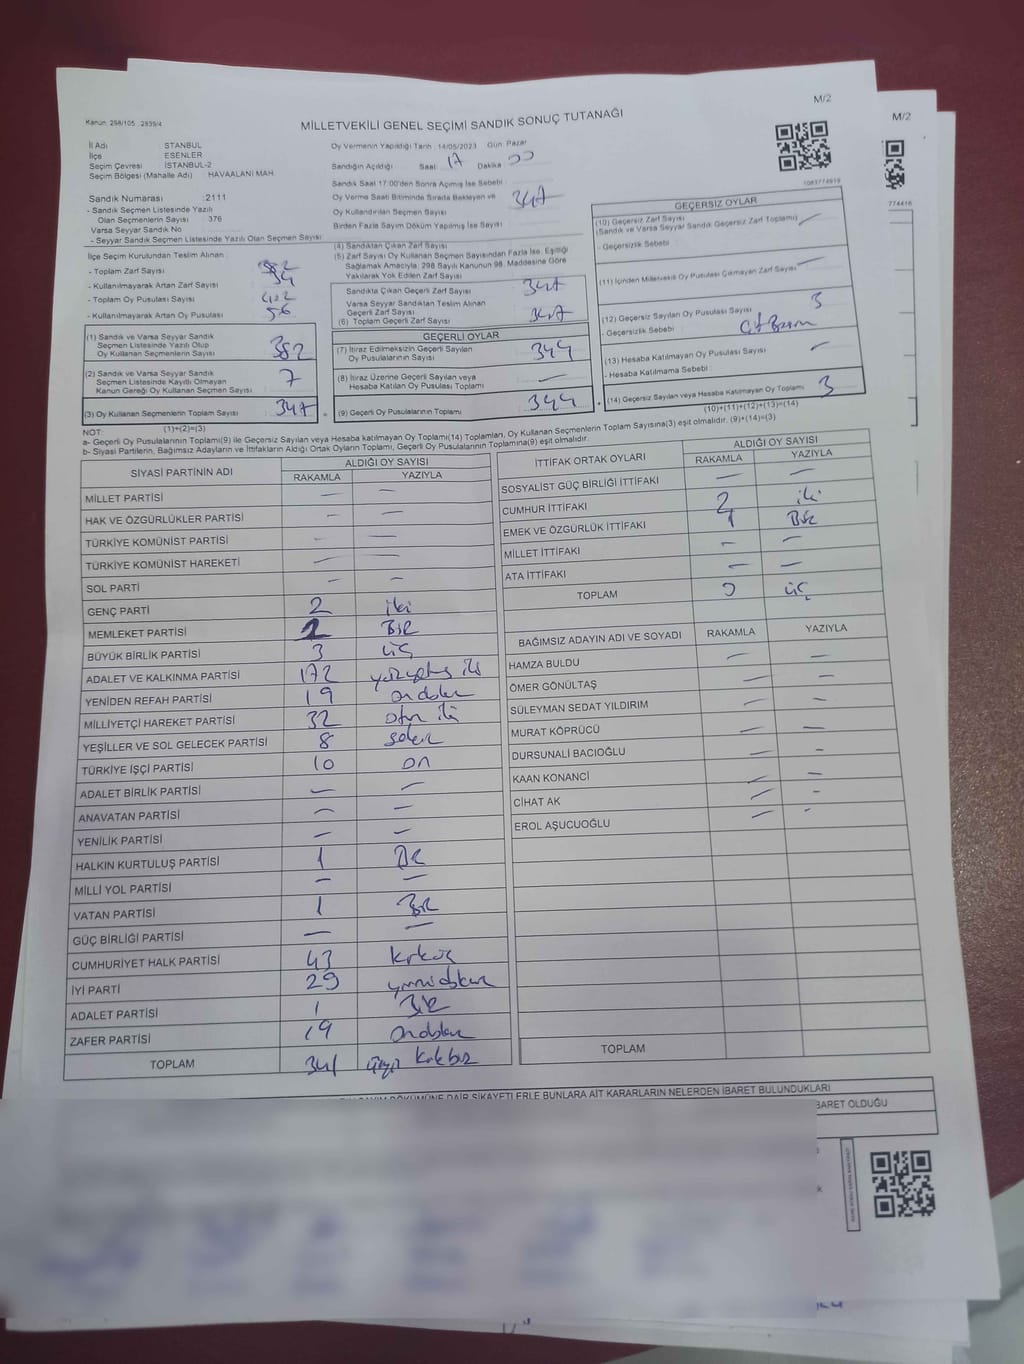 M/2
M/2
Kanun: 298/105 , 2839/4
MİLLETVEKİLİ GENEL SEÇİMİ SANDIK SONUÇ TUTANAĞI
İl Adı STANBUL
İlçe ESENLER
Seçim Çevresi İSTANBUL-2
Seçim Bölgesi (Mahalle Adı) : HAVAALANI MAH.
Sandık Numarası : 2111
- Sandık Seçmen Listesinde Yazılı
Olan Seçmenlerin Sayısı : 376
Varsa Seyyar Sandık No
- Seyyar Sandık Seçmen Listesinde Yazılı Olan Seçmen Sayısı:
İlçe Seçim Kurulundan Teslim Alınan :
- Toplam Zarf Sayısı
- Kullanılmayarak Artan Zarf Sayısı 34
- Toplam Oy Pusulası Sayısı 402
- Kullanılmayarak Artan Oy Pusulası 56
(1) Sandık ve Varsa Seyyar Sandık
Seçmen Listesinde Yazılı Olup
Oy Kullanan Seçmenlerin Sayısı
(2) Sandık ve Varsa Seyyar Sandık
Seçmen Listesinde Kayıtlı Olmayan
Kanun Gereği Oy Kullanan Seçmen Sayısı 7
(3) Oy Kullanan Seçmenlerin Toplam Sayısı 347
(1)+(2)=(3)
Oy Vermenin Yapıldığı Tarih : 14/05/2023 Gün: Pazar
Sandığın Açıldığı Saat 17 Dakika 00
Sandık Saat 17:00'den Sonra Açılmış İse Sebebi :
Oy Verme Saati Bitiminde Sırada Bekleyen ve
Oy Kullandırılan Seçmen Sayısı 347
Birden Fazla Sayım Döküm Yapılmış İse Sayısı :
(4) Sandıktan Çıkan Zarf Sayısı
(5) Zarf Sayısı Oy Kullanan Seçmen Sayısından Fazla İse, Eşitliği
Sağlamak Amacıyla; 298 Sayılı Kanunun 98. Maddesine Göre
Yakılarak Yok Edilen Zarf Sayısı
Sandıkta Çıkan Geçerli Zarf Sayısı 347
Varsa Seyyar Sandıktan Teslim Alınan
Geçerli Zarf Sayısı
(6) Toplam Geçerli Zarf Sayısı 347
GEÇERLİ OYLAR
(7) İtiraz Edilmeksizin Geçerli Sayılan
Oy Pusulalarının Sayısı 344
(8) İtiraz Üzerine Geçerli Sayılan veya
Hesaba Katılan Oy Pusulası Toplamı —
(9) Geçerli Oy Pusulalarının Toplamı 344
1083774919
774416
GEÇERSİZ OYLAR
(10) Geçersiz Zarf Sayısı —
(Sandık ve Varsa Seyyar Sandık Geçersiz Zarf Toplamı)
- Geçersizlik Sebebi :
(11) İçinden Milletvekili Oy Pusulası Çıkmayan Zarf Sayısı —
(12) Geçersiz Sayılan Oy Pusulası Sayısı 3
- Geçersizlik Sebebi :
(13) Hesaba Katılmayan Oy Pusulası Sayısı —
- Hesaba Katılmama Sebebi :
(14) Geçersiz Sayılan veya Hesaba Katılmayan Oy Toplamı 3
(10)+(11)+(12)+(13)=(14)
NOT:
a- Geçerli Oy Pusulalarının Toplamı(9) ile Geçersiz Sayılan veya Hesaba katılmayan Oy Toplamı(14) Toplamları, Oy Kullanan Seçmenlerin Toplam Sayısına(3) eşit olmalıdır. (9)+(14)=(3)
b- Siyasi Partilerin, Bağımsız Adayların ve İttifakların Aldığı Ortak Oyların Toplamı, Geçerli Oy Pusulalarının Toplamına(9) eşit olmalıdır.
SİYASİ PARTİNİN ADI ALDIĞI OY SAYISI
RAKAMLA YAZIYLA
MİLLET PARTİSİ — —
HAK VE ÖZGÜRLÜKLER PARTİSİ — —
TÜRKİYE KOMÜNİST PARTİSİ — —
TÜRKİYE KOMÜNİST HAREKETİ — —
SOL PARTİ — —
GENÇ PARTİ 2 iki
MEMLEKET PARTİSİ 1 BİR
BÜYÜK BİRLİK PARTİSİ 3 üç
ADALET VE KALKINMA PARTİSİ 172 yüzyetmiş iki
YENİDEN REFAH PARTİSİ 19 ondokuz
MİLLİYETÇİ HAREKET PARTİSİ 32 otuz iki
YEŞİLLER VE SOL GELECEK PARTİSİ 8 sekiz
TÜRKİYE İŞÇİ PARTİSİ 10 on
ADALET BİRLİK PARTİSİ — —
ANAVATAN PARTİSİ — —
YENİLİK PARTİSİ — —
HALKIN KURTULUŞ PARTİSİ 1 BİR
MİLLİ YOL PARTİSİ — —
VATAN PARTİSİ 1 BİR
GÜÇ BİRLİĞİ PARTİSİ — —
CUMHURİYET HALK PARTİSİ 43 kırküç
İYİ PARTİ 29 yirmidokuz
ADALET PARTİSİ 1 BİR
ZAFER PARTİSİ 19 ondokuz
TOPLAM 341 üçyüz kırkbir
İTTİFAK ORTAK OYLARI ALDIĞI OY SAYISI
RAKAMLA YAZIYLA
SOSYALİST GÜÇ BİRLİĞİ İTTİFAKI — —
CUMHUR İTTİFAKI 2 iki
EMEK VE ÖZGÜRLÜK İTTİFAKI 1 BİR
MİLLET İTTİFAKI — —
ATA İTTİFAKI — —
TOPLAM 3 üç
BAĞIMSIZ ADAYIN ADI VE SOYADI RAKAMLA YAZIYLA
HAMZA BULDU — —
ÖMER GÖNÜLTAŞ — —
SÜLEYMAN SEDAT YILDIRIM — —
MURAT KÖPRÜCÜ — —
DURSUNALİ BACIOĞLU — —
KAAN KONANCİ — —
CİHAT AK — —
EROL AŞUCUOĞLU — —
TOPLAM
DÖKÜMÜNE DAİR ŞİKAYETLERLE BUNLARA AİT KARARLARIN NELERDEN İBARET BULUNDUKLARI
BARET OLDUĞU